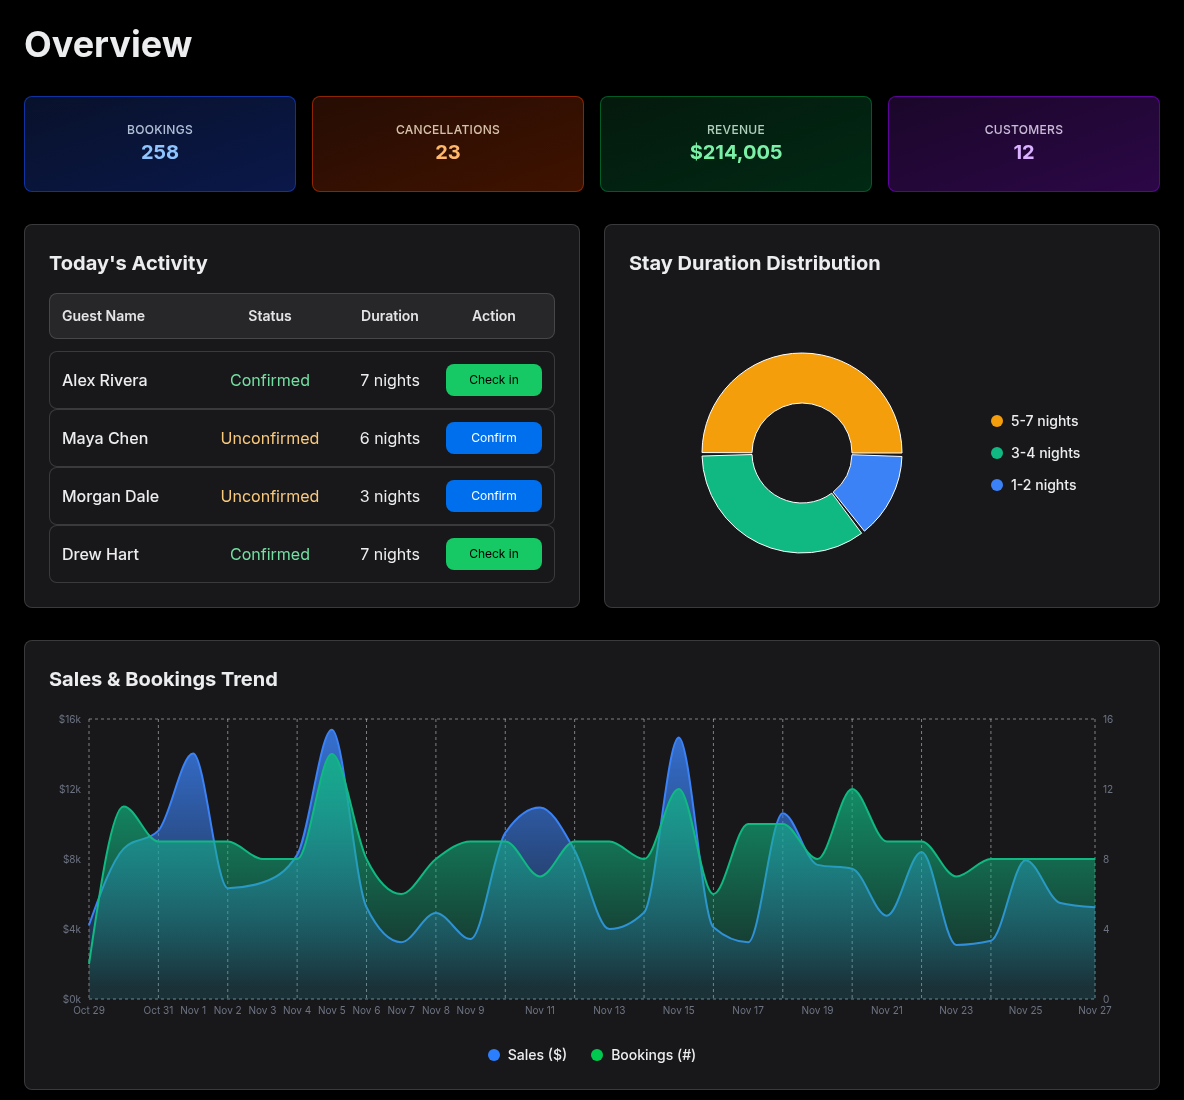 Overview
BOOKINGS CANCELLATIONS REVENUE CUSTOMERS
258 23 $214,005 12
Today's Activity
Guest Name Status Duration Action
Alex Rivera Confirmed 7 nights Check in
Maya Chen Unconfirmed 6 nights Confirm
Morgan Dale Unconfirmed 3 nights Confirm
Drew Hart Confirmed 7 nights Check in
Stay Duration Distribution
5-7 nights
3-4 nights
1-2 nights
Sales & Bookings Trend
$16k 16
$12k 12
$8k 8
$4k 4
$0k 0
Oct 29 Oct 31 Nov 1 Nov 2 Nov 3 Nov 4 Nov 5 Nov 6 Nov 7 Nov 8 Nov 9 Nov 11 Nov 13 Nov 15 Nov 17 Nov 19 Nov 21 Nov 23 Nov 25 Nov 27
Sales ($) Bookings (#)